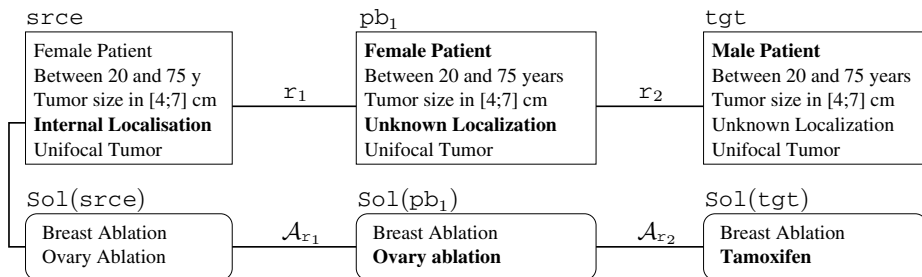 srce
Female Patient
Between 20 and 75 y
Tumor size in [4;7] cm
Internal Localisation
Unifocal Tumor
r₁
pb₁
Female Patient
Between 20 and 75 years
Tumor size in [4;7] cm
Unknown Localization
Unifocal Tumor
r₂
tgt
Male Patient
Between 20 and 75 years
Tumor size in [4;7] cm
Unknown Localization
Unifocal Tumor
Sol(srce)
Breast Ablation
Ovary Ablation
𝒜r₁
Sol(pb₁)
Breast Ablation
Ovary ablation
𝒜r₂
Sol(tgt)
Breast Ablation
Tamoxifen